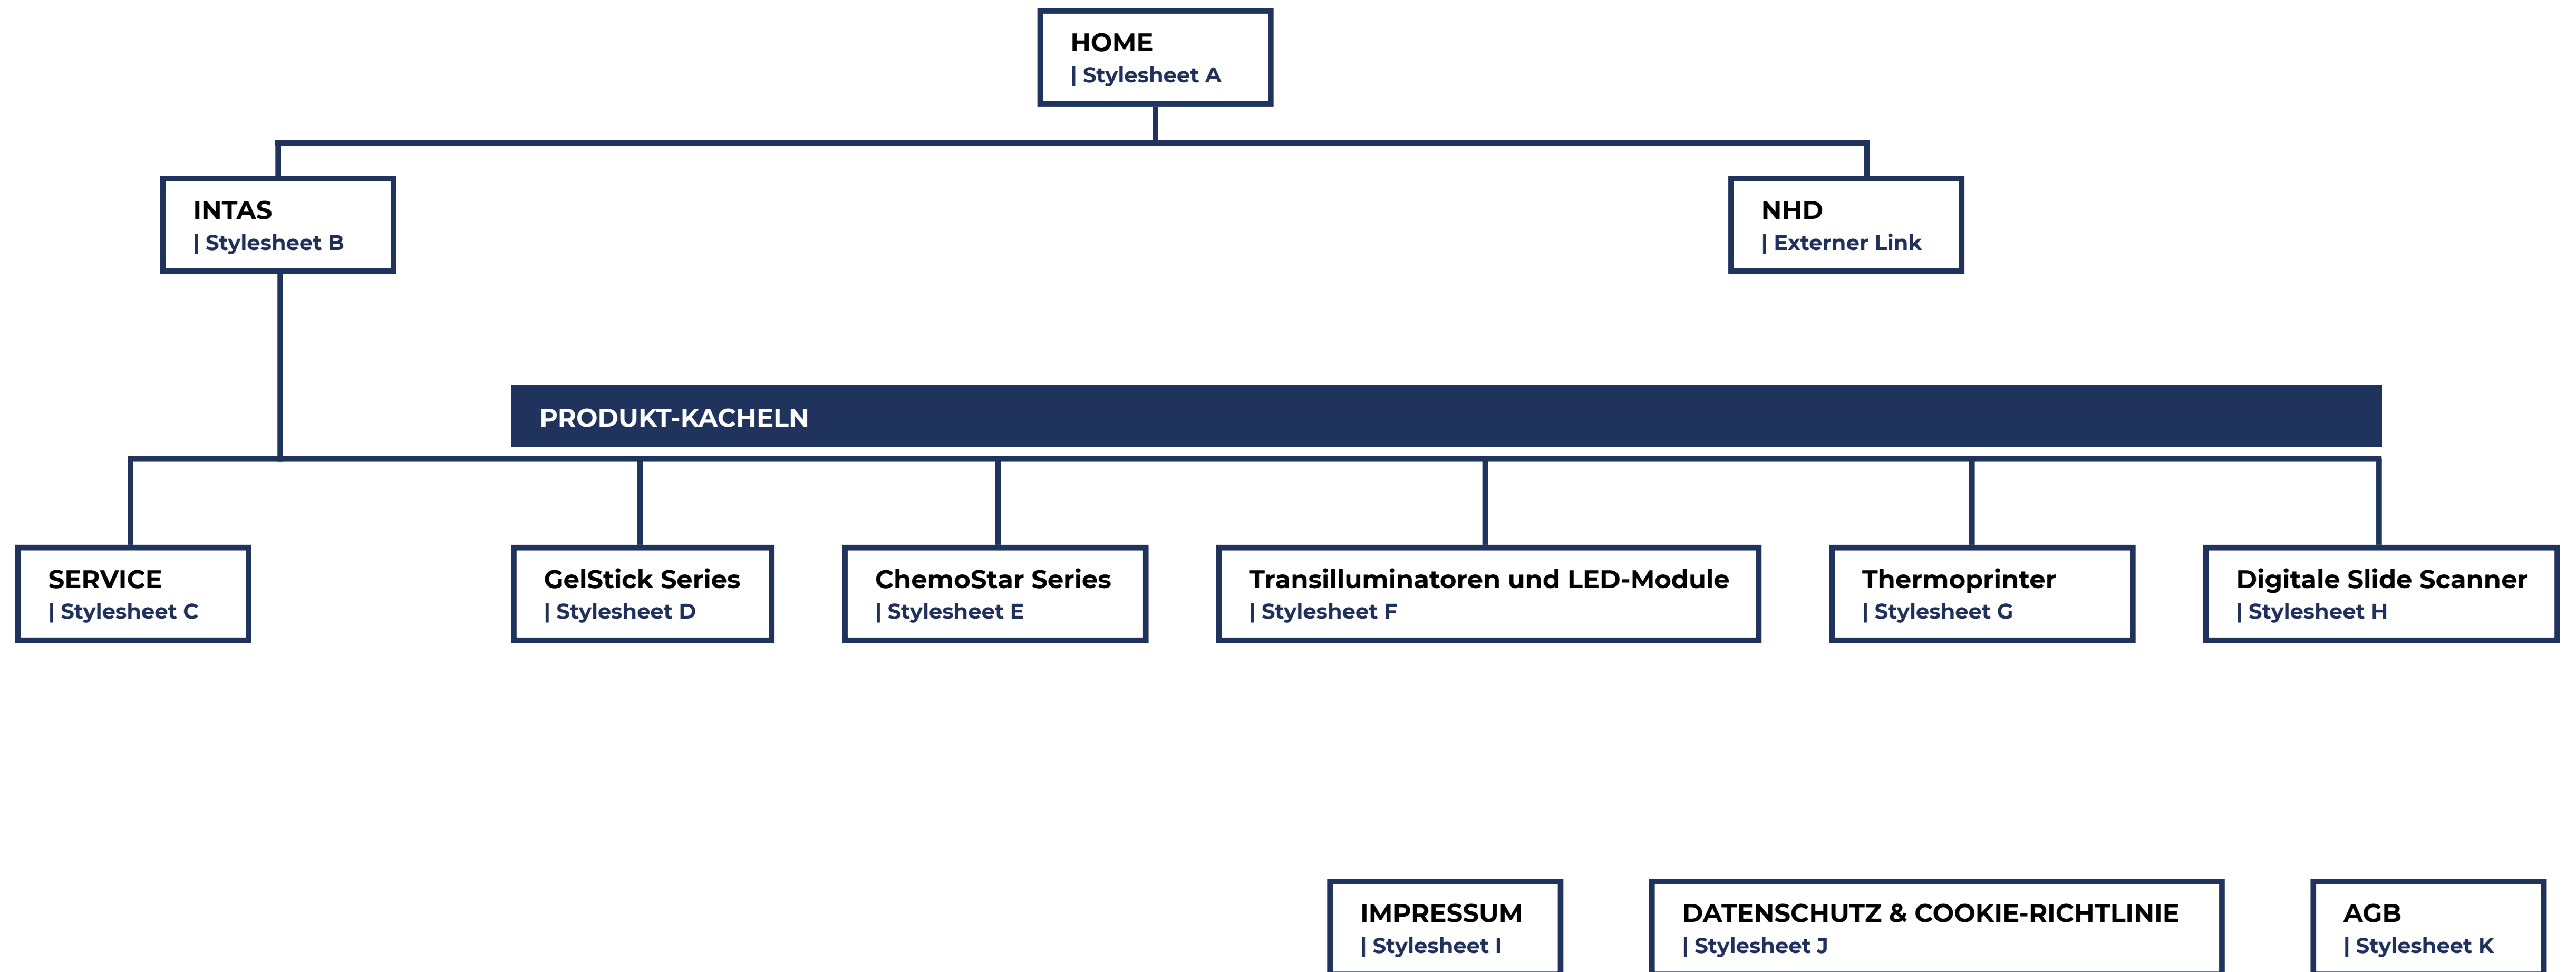 HOME
| Stylesheet A
INTAS
| Stylesheet B
NHD
| Externer Link
PRODUKT-KACHELN
SERVICE
| Stylesheet C
GelStick Series
| Stylesheet D
ChemoStar Series
| Stylesheet E
Transilluminatoren und LED-Module
| Stylesheet F
Thermoprinter
| Stylesheet G
Digitale Slide Scanner
| Stylesheet H
IMPRESSUM
| Stylesheet I
DATENSCHUTZ & COOKIE-RICHTLINIE
| Stylesheet J
AGB
| Stylesheet K